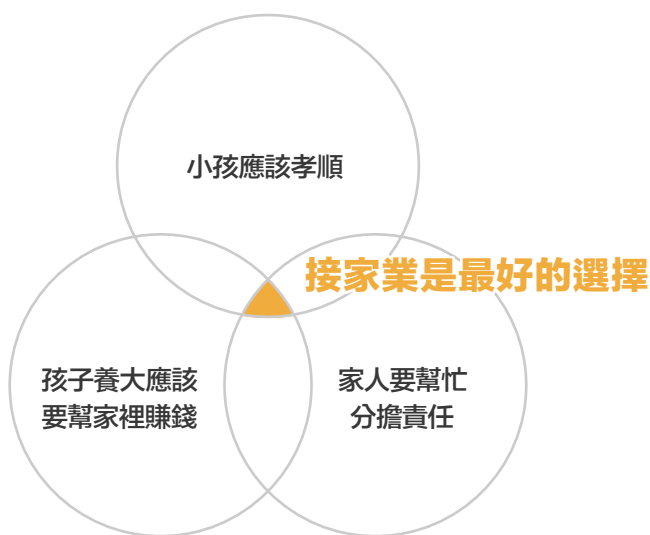 小孩應該孝順
接家業是最好的選擇
孩子養大應該
要幫家裡賺錢
家人要幫忙
分擔責任